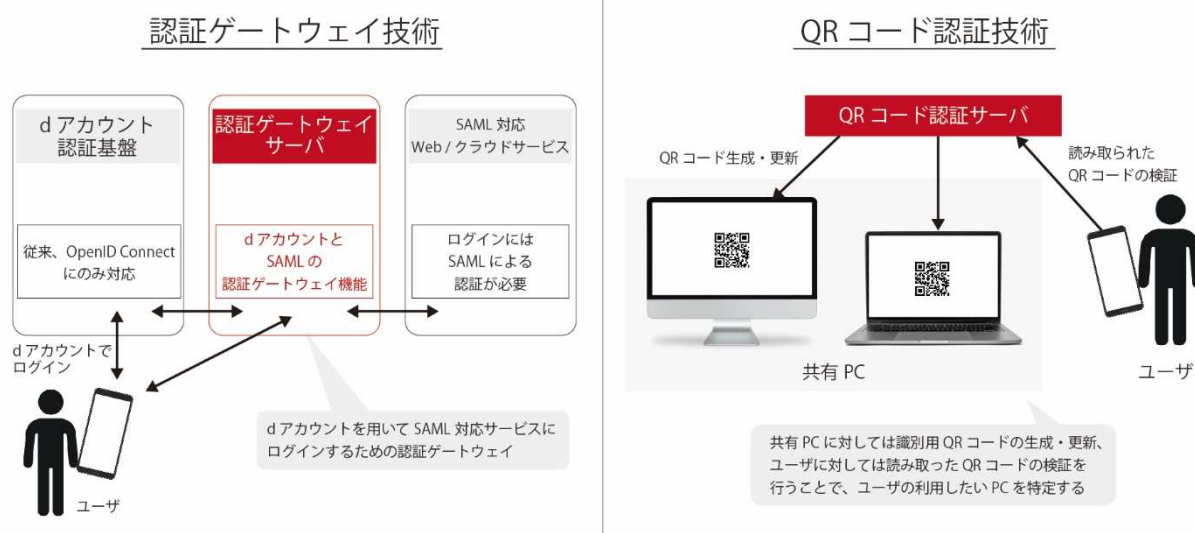 認証ゲートウェイ技術
dアカウント
認証基盤
従来、OpenID Connect
にのみ対応
認証ゲートウェイ
サーバ
dアカウントと
SAMLの
認証ゲートウェイ機能
SAML対応
Web / クラウドサービス
ログインには
SAMLによる
認証が必要
dアカウントで
ログイン
ユーザ
dアカウントを用いてSAML対応サービスに
ログインするための認証ゲートウェイ
QRコード認証技術
QRコード認証サーバ
QRコード生成・更新
読み取られた
QRコードの検証
共有PC
ユーザ
共有PCに対しては識別用QRコードの生成・更新、
ユーザに対しては読み取ったQRコードの検証を
行うことで、ユーザの利用したいPCを特定する